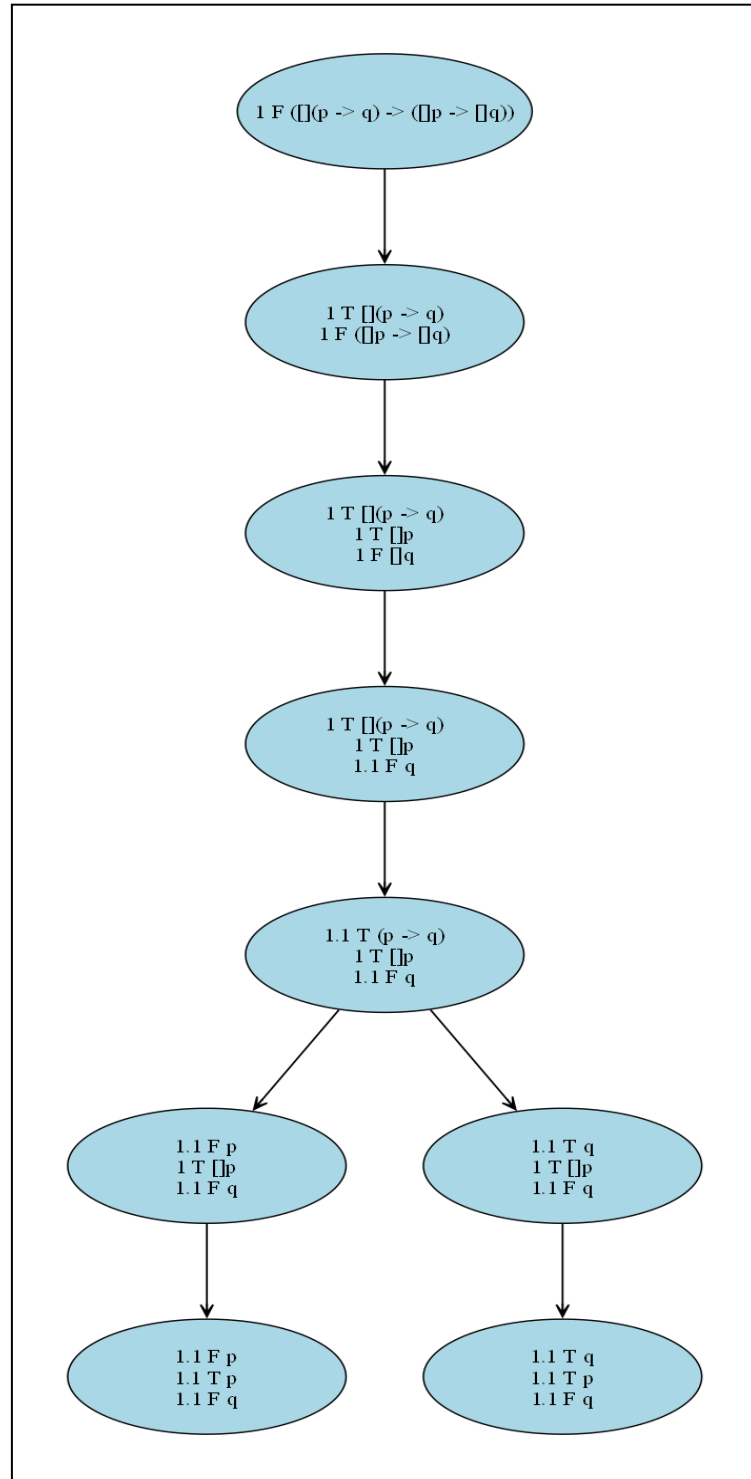 1 F ([](p -> q) -> ([]p -> []q))
1 T [](p -> q)
1 F ([]p -> []q)
1 T [](p -> q)
1 T []p
1 F []q
1 T [](p -> q)
1 T []p
1.1 F q
1.1 T (p -> q)
1 T []p
1.1 F q
1.1 F p
1 T []p
1.1 F q
1.1 T q
1 T []p
1.1 F q
1.1 F p
1.1 T p
1.1 F q
1.1 T q
1.1 T p
1.1 F q